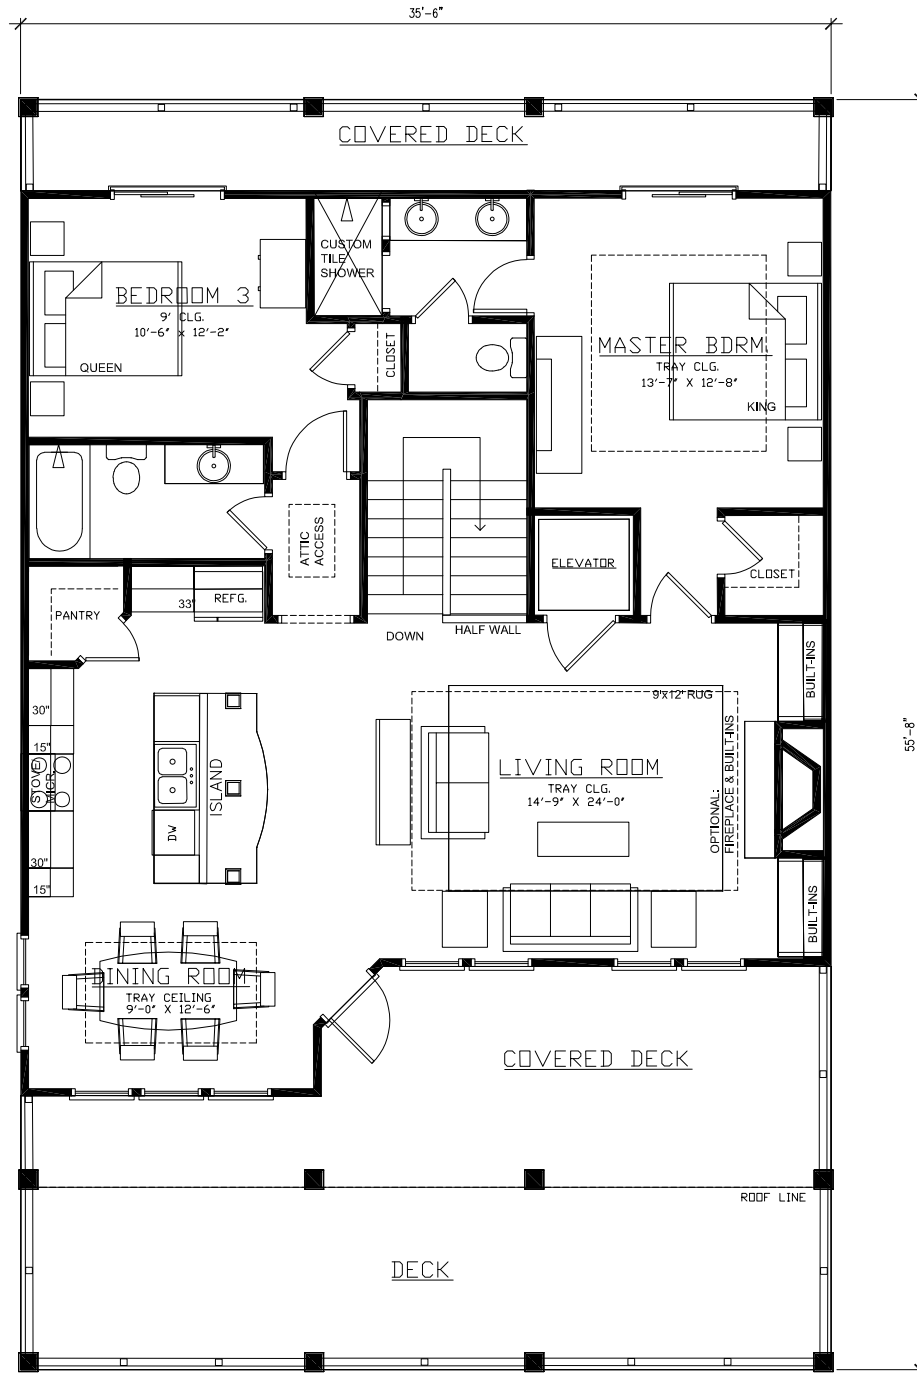 35'-6"
COVERED DECK
CUSTOM
TILE
SHOWER
BEDROOM 3
9' CLG.
10'-6" X 12'-2"
QUEEN
CLOSET
MASTER BDRM.
TRAY CLG.
13'-7" X 12'-8"
KING
ATTIC
ACCESS
ELEVATOR
CLOSET
PANTRY
33"
REFG.
DOWN
HALF WALL
BUILT-INS
9'x12' RUG
30"
15"
STOVE/
MICR.
30"
15"
ISLAND
DW
LIVING ROOM
TRAY CLG.
14'-9" X 24'-0"
OPTIONAL:
FIREPLACE & BUILT-INS
55'-8"
BUILT-INS
DINING ROOM
TRAY CEILING
9'-0" X 12'-6"
COVERED DECK
ROOF LINE
DECK